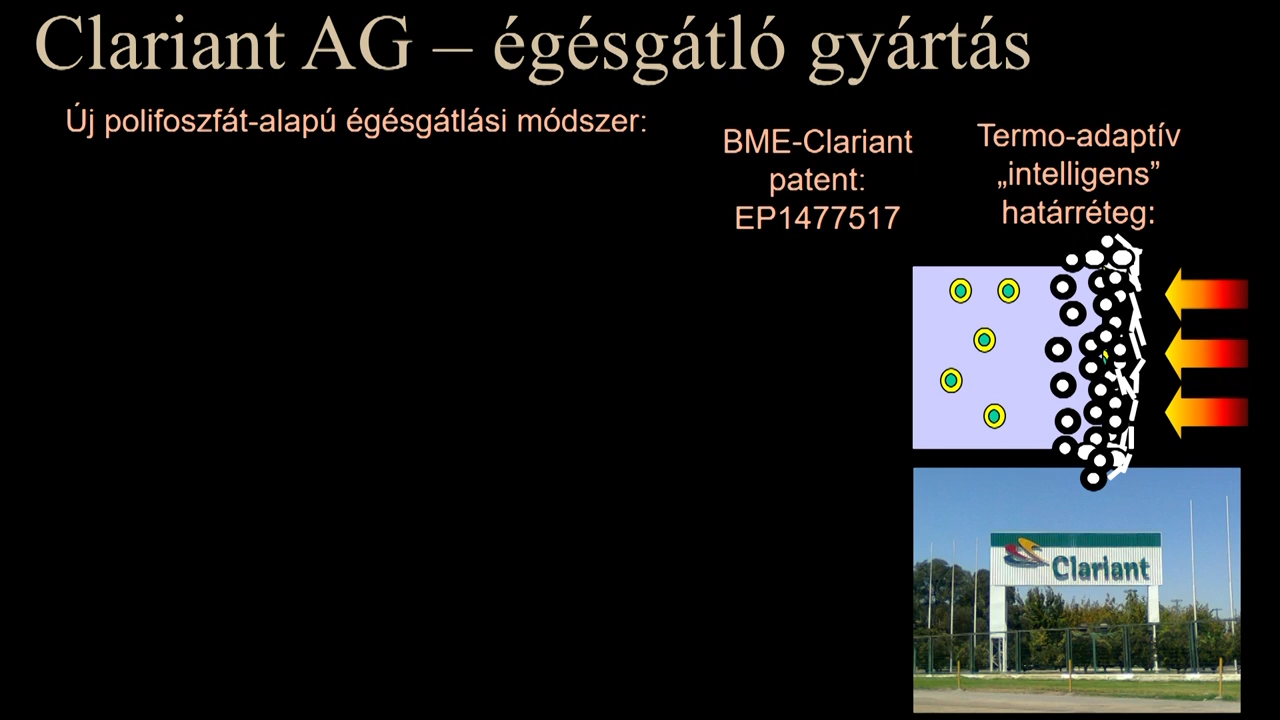 Clariant AG – égésgátló gyártás
Új polifoszfát-alapú égésgátlási módszer:
BME-Clariant
patent:
EP1477517
Termo-adaptív
„intelligens”
határréteg:
Clariant